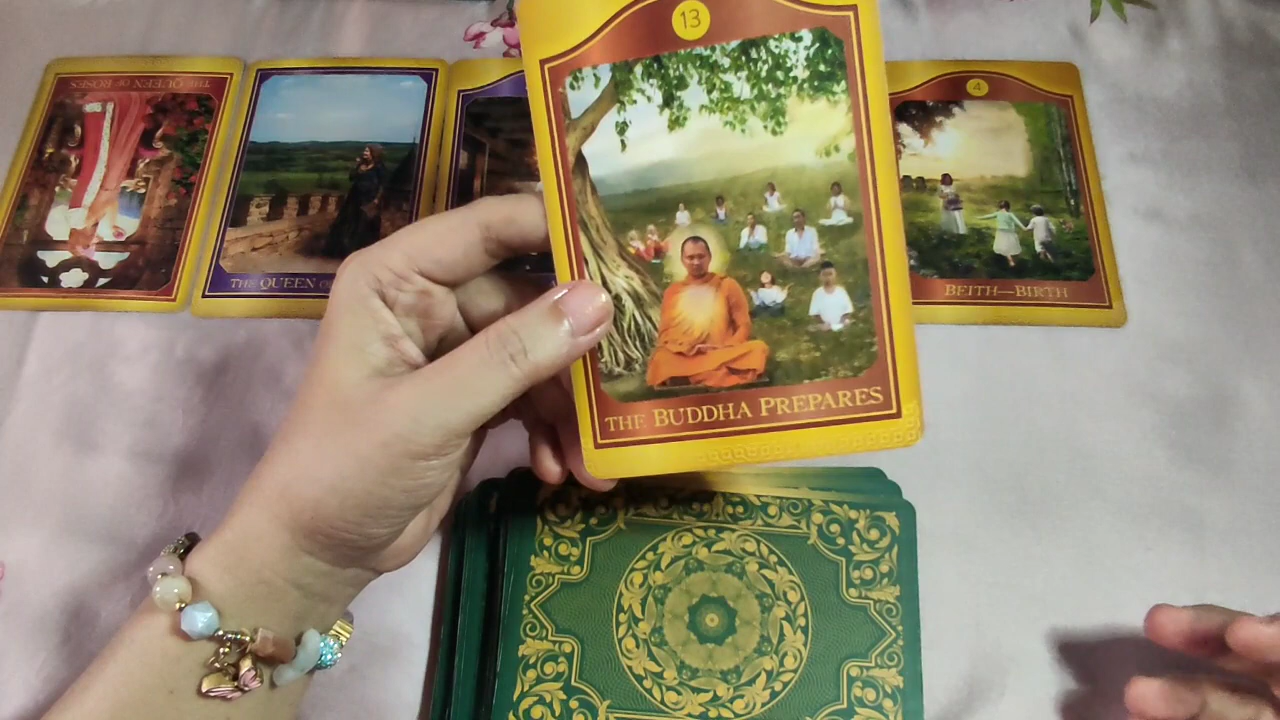 THE QUEEN OF ROSES
THE QUEEN OF
13
THE BUDDHA PREPARES
4
BEITH—BIRTH